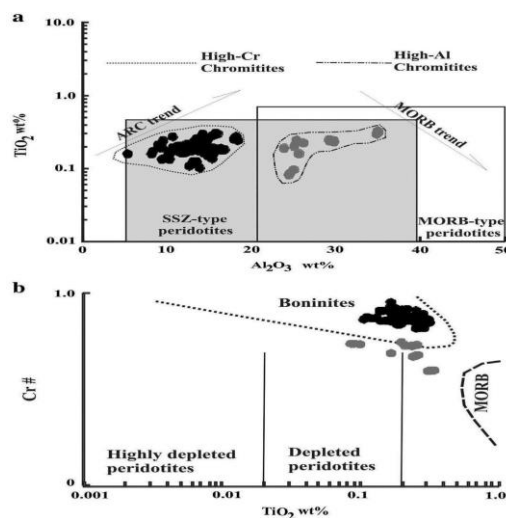 a
10.0
High-Cr
Chromitites
High-Al
Chromitites
TiO2 wt%
1.0
ARC trend
MORB trend
0.1
SSZ-type
peridotites
MORB-type
peridotites
0.01
0
10
20
30
40
50
Al2O3 wt%
b
1.0
Boninites
Cr #
MORB
Highly depleted
peridotites
Depleted
peridotites
0
0.001
0.01
0.1
1.0
TiO2 wt%